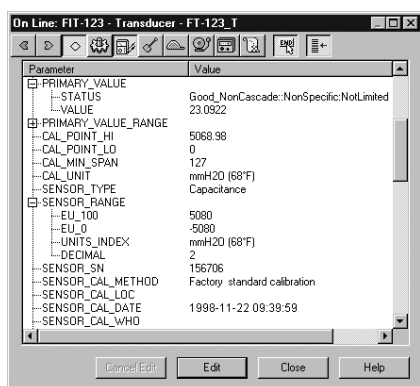 On Line: FIT-123 - Transducer - FT-123_T
END
Parameter Value
PRIMARY_VALUE
STATUS Good_NonCascade::NonSpecific:NotLimited
VALUE 23.0922
PRIMARY_VALUE_RANGE
CAL_POINT_HI 5068.98
CAL_POINT_LO 0
CAL_MIN_SPAN 127
CAL_UNIT mmH2O (68°F)
SENSOR_TYPE Capacitance
SENSOR_RANGE
EU_100 5080
EU_0 -5080
UNITS_INDEX mmH2O (68°F)
DECIMAL 2
SENSOR_SN 156706
SENSOR_CAL_METHOD Factory standard calibration
SENSOR_CAL_LOC
SENSOR_CAL_DATE 1998-11-22 09:39:59
SENSOR_CAL_WHO
Cancel Edit Edit Close Help